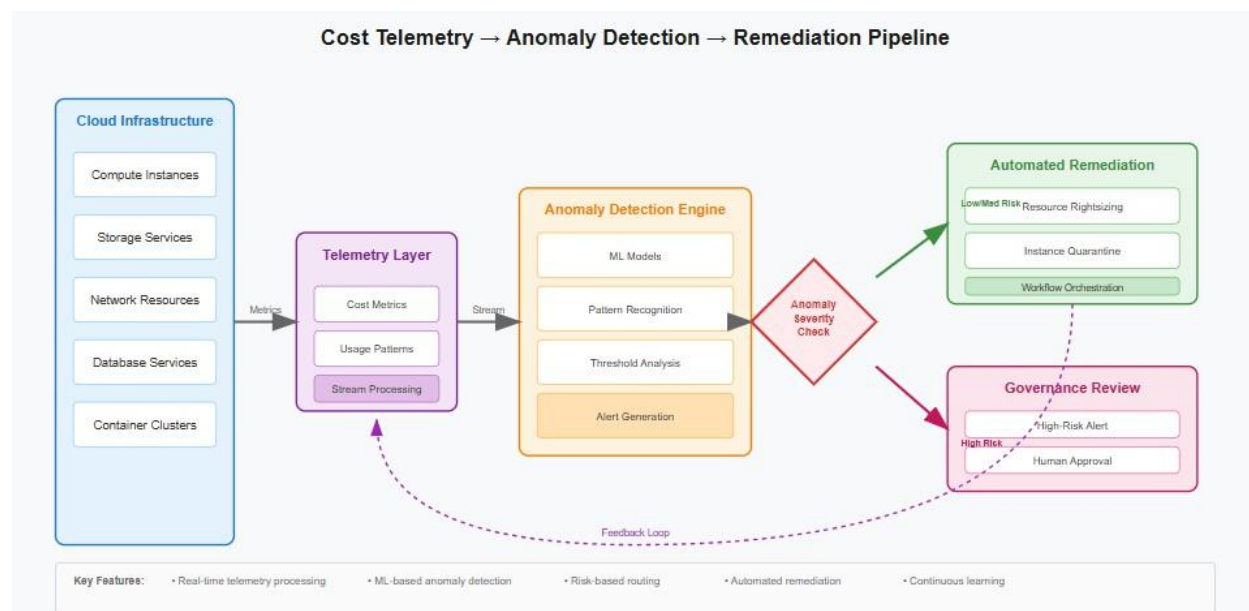 Cost Telemetry → Anomaly Detection → Remediation Pipeline
Cloud Infrastructure
Compute Instances
Storage Services
Network Resources
Database Services
Container Clusters
Metrics
Telemetry Layer
Cost Metrics
Usage Patterns
Stream Processing
Stream
Anomaly Detection Engine
ML Models
Pattern Recognition
Threshold Analysis
Alert Generation
Anomaly
Severity
Check
Automated Remediation
Low/Med Risk
Resource Rightsizing
Instance Quarantine
Workflow Orchestration
Governance Review
High-Risk Alert
High Risk
Human Approval
Feedback Loop
Key Features: • Real-time telemetry processing • ML-based anomaly detection • Risk-based routing • Automated remediation • Continuous learning